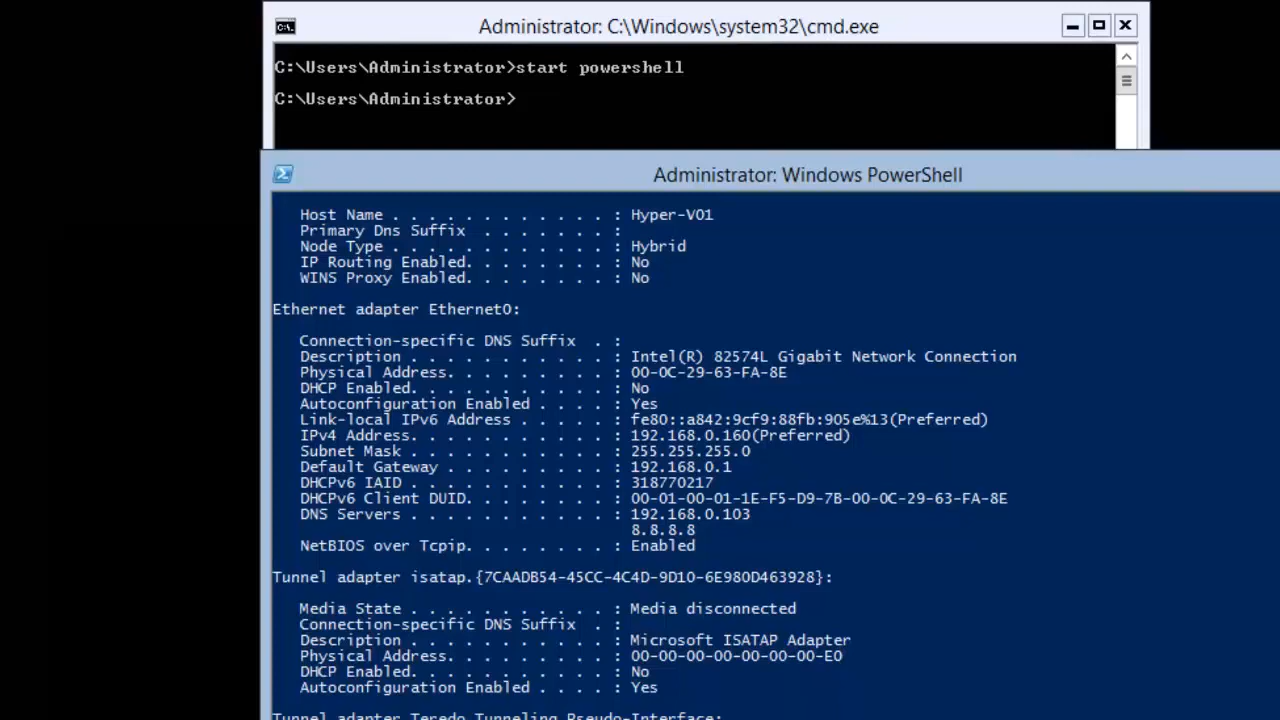 Administrator: C:\Windows\system32\cmd.exe
C:\Users\Administrator>start powershell
C:\Users\Administrator>
Administrator: Windows PowerShell
Host Name . . . . . . . . . . . . : Hyper-V01
Primary Dns Suffix  . . . . . . . :
Node Type . . . . . . . . . . . . : Hybrid
IP Routing Enabled. . . . . . . . : No
WINS Proxy Enabled. . . . . . . . : No
Ethernet adapter Ethernet0:
Connection-specific DNS Suffix  . :
Description . . . . . . . . . . . : Intel(R) 82574L Gigabit Network Connection
Physical Address. . . . . . . . . : 00-0C-29-63-FA-8E
DHCP Enabled. . . . . . . . . . . : No
Autoconfiguration Enabled . . . . : Yes
Link-local IPv6 Address . . . . . : fe80::a842:9cf9:88fb:905e%13(Preferred)
IPv4 Address. . . . . . . . . . . : 192.168.0.160(Preferred)
Subnet Mask . . . . . . . . . . . : 255.255.255.0
Default Gateway . . . . . . . . . : 192.168.0.1
DHCPv6 IAID . . . . . . . . . . . : 318770217
DHCPv6 Client DUID. . . . . . . . : 00-01-00-01-1E-F5-D9-7B-00-0C-29-63-FA-8E
DNS Servers . . . . . . . . . . . : 192.168.0.103
8.8.8.8
NetBIOS over Tcpip. . . . . . . . : Enabled
Tunnel adapter isatap.{7CAADB54-45CC-4C4D-9D10-6E980D463928}:
Media State . . . . . . . . . . . : Media disconnected
Connection-specific DNS Suffix  . :
Description . . . . . . . . . . . : Microsoft ISATAP Adapter
Physical Address. . . . . . . . . : 00-00-00-00-00-00-00-E0
DHCP Enabled. . . . . . . . . . . : No
Autoconfiguration Enabled . . . . : Yes
Tunnel adapter Teredo Tunneling Pseudo-Interface: